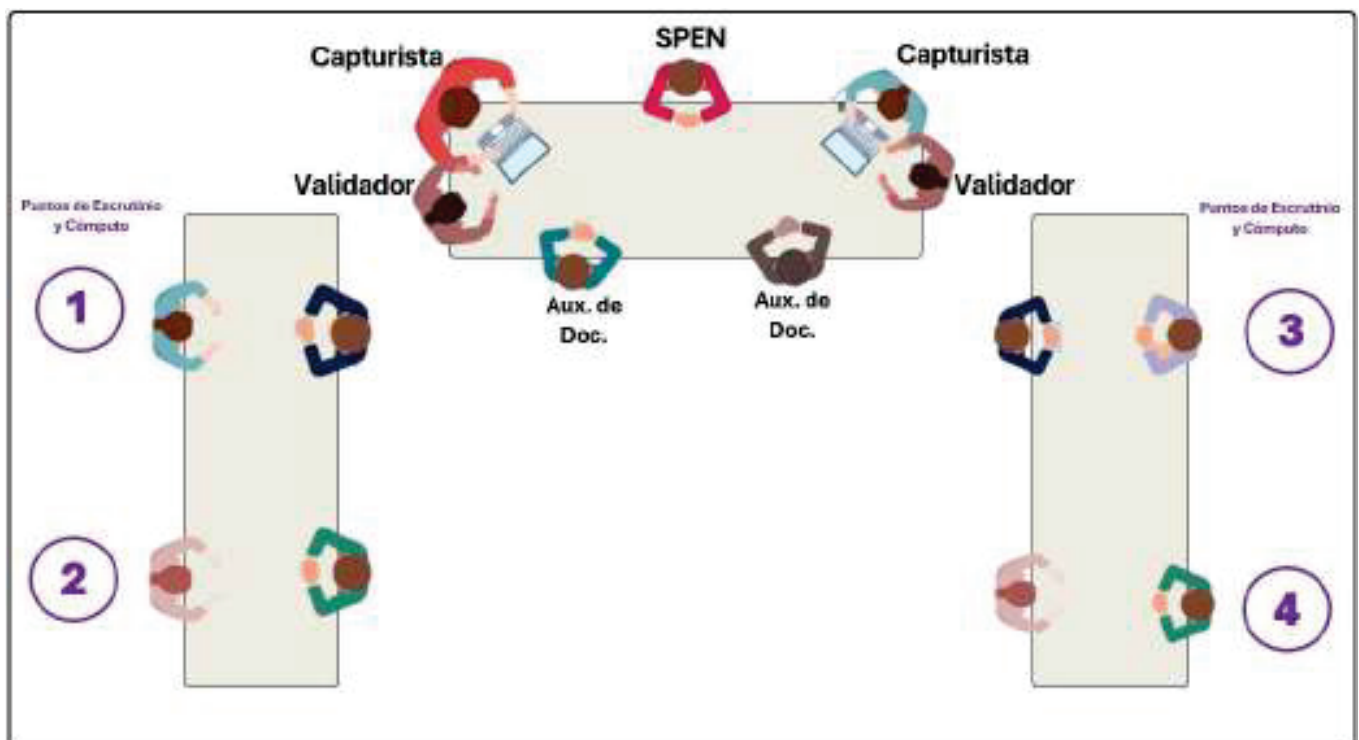 SPEN
Capturista
Capturista
Validador
Validador
Puntos de Escrutinio
y Cómputo
Puntos de Escrutinio
y Cómputo
Aux. de
Doc.
Aux. de
Doc.
1
3
2
4